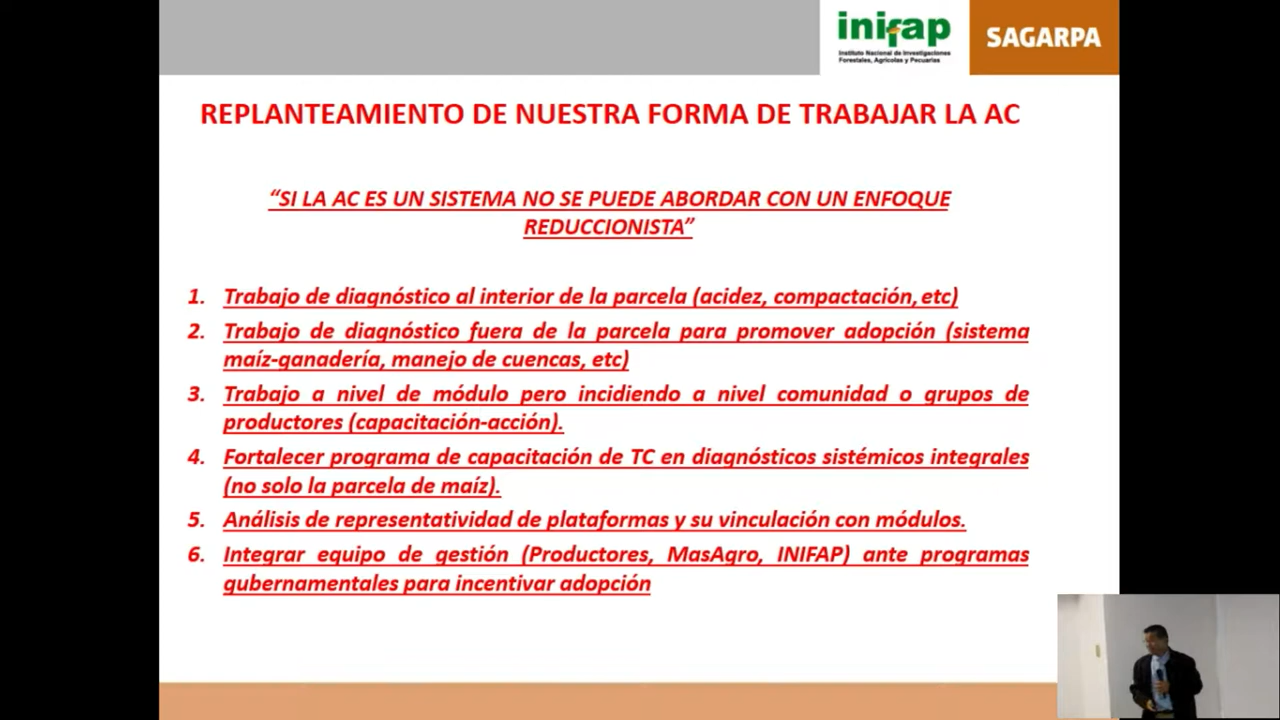 inifap
Instituto Nacional de Investigaciones
Forestales, Agrícolas y Pecuarias
SAGARPA
REPLANTEAMIENTO DE NUESTRA FORMA DE TRABAJAR LA AC
“SI LA AC ES UN SISTEMA NO SE PUEDE ABORDAR CON UN ENFOQUE
REDUCCIONISTA”
1. Trabajo de diagnóstico al interior de la parcela (acidez, compactación, etc)
2. Trabajo de diagnóstico fuera de la parcela para promover adopción (sistema
maíz-ganadería, manejo de cuencas, etc)
3. Trabajo a nivel de módulo pero incidiendo a nivel comunidad o grupos de
productores (capacitación-acción).
4. Fortalecer programa de capacitación de TC en diagnósticos sistémicos integrales
(no solo la parcela de maíz).
5. Análisis de representatividad de plataformas y su vinculación con módulos.
6. Integrar equipo de gestión (Productores, MasAgro, INIFAP) ante programas
gubernamentales para incentivar adopción